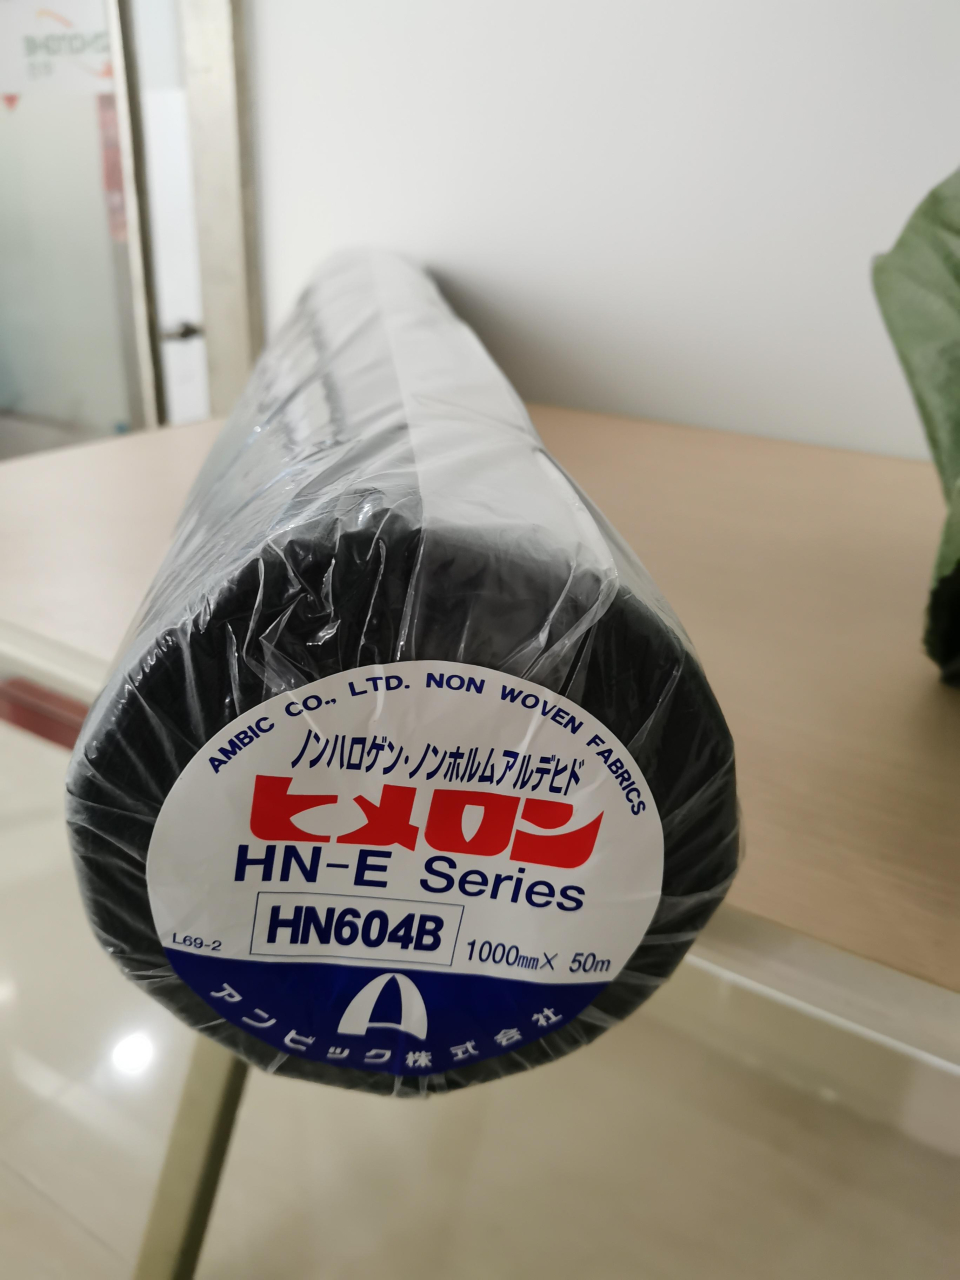 AMBIC CO., LTD. NON WOVEN FABRICS
ノンハロゲン・ノンホルムアルデヒド
ヒメロン
HN-E Series
HN604B
L69-2
1000mm× 50m
アンビック株式会社